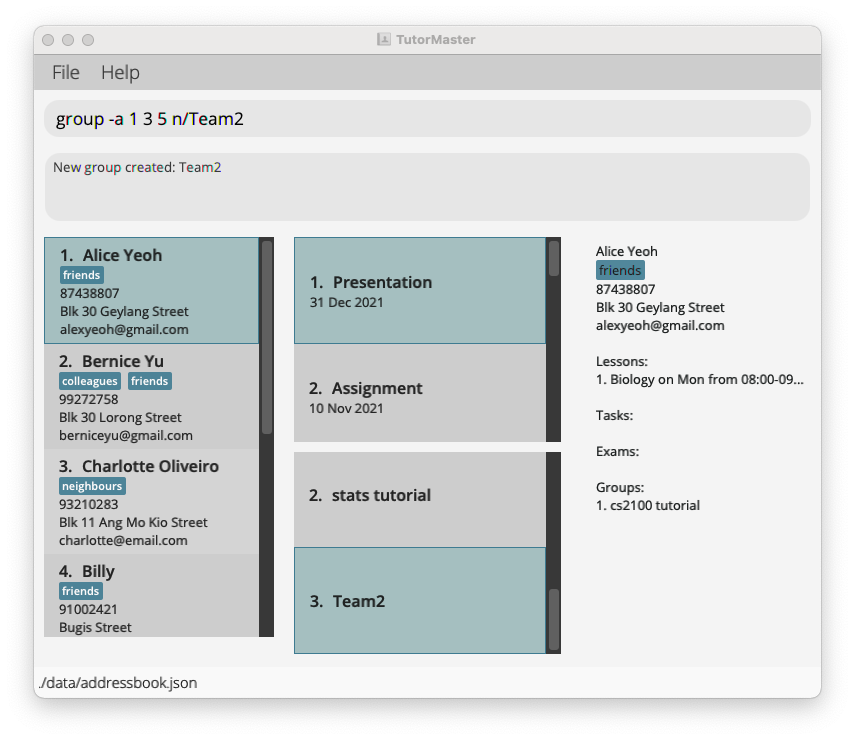 TutorMaster
File Help
group -a 1 3 5 n/Team2
New group created: Team2
1. Alice Yeoh
friends
87438807
Blk 30 Geylang Street
alexyeoh@gmail.com
2. Bernice Yu
colleagues friends
99272758
Blk 30 Lorong Street
berniceyu@gmail.com
3. Charlotte Oliveiro
neighbours
93210283
Blk 11 Ang Mo Kio Street
charlotte@email.com
4. Billy
friends
91002421
Bugis Street
1. Presentation
31 Dec 2021
2. Assignment
10 Nov 2021
2. stats tutorial
3. Team2
Alice Yeoh
friends
87438807
Blk 30 Geylang Street
alexyeoh@gmail.com
Lessons:
1. Biology on Mon from 08:00-09...
Tasks:
Exams:
Groups:
1. cs2100 tutorial
./data/addressbook.json